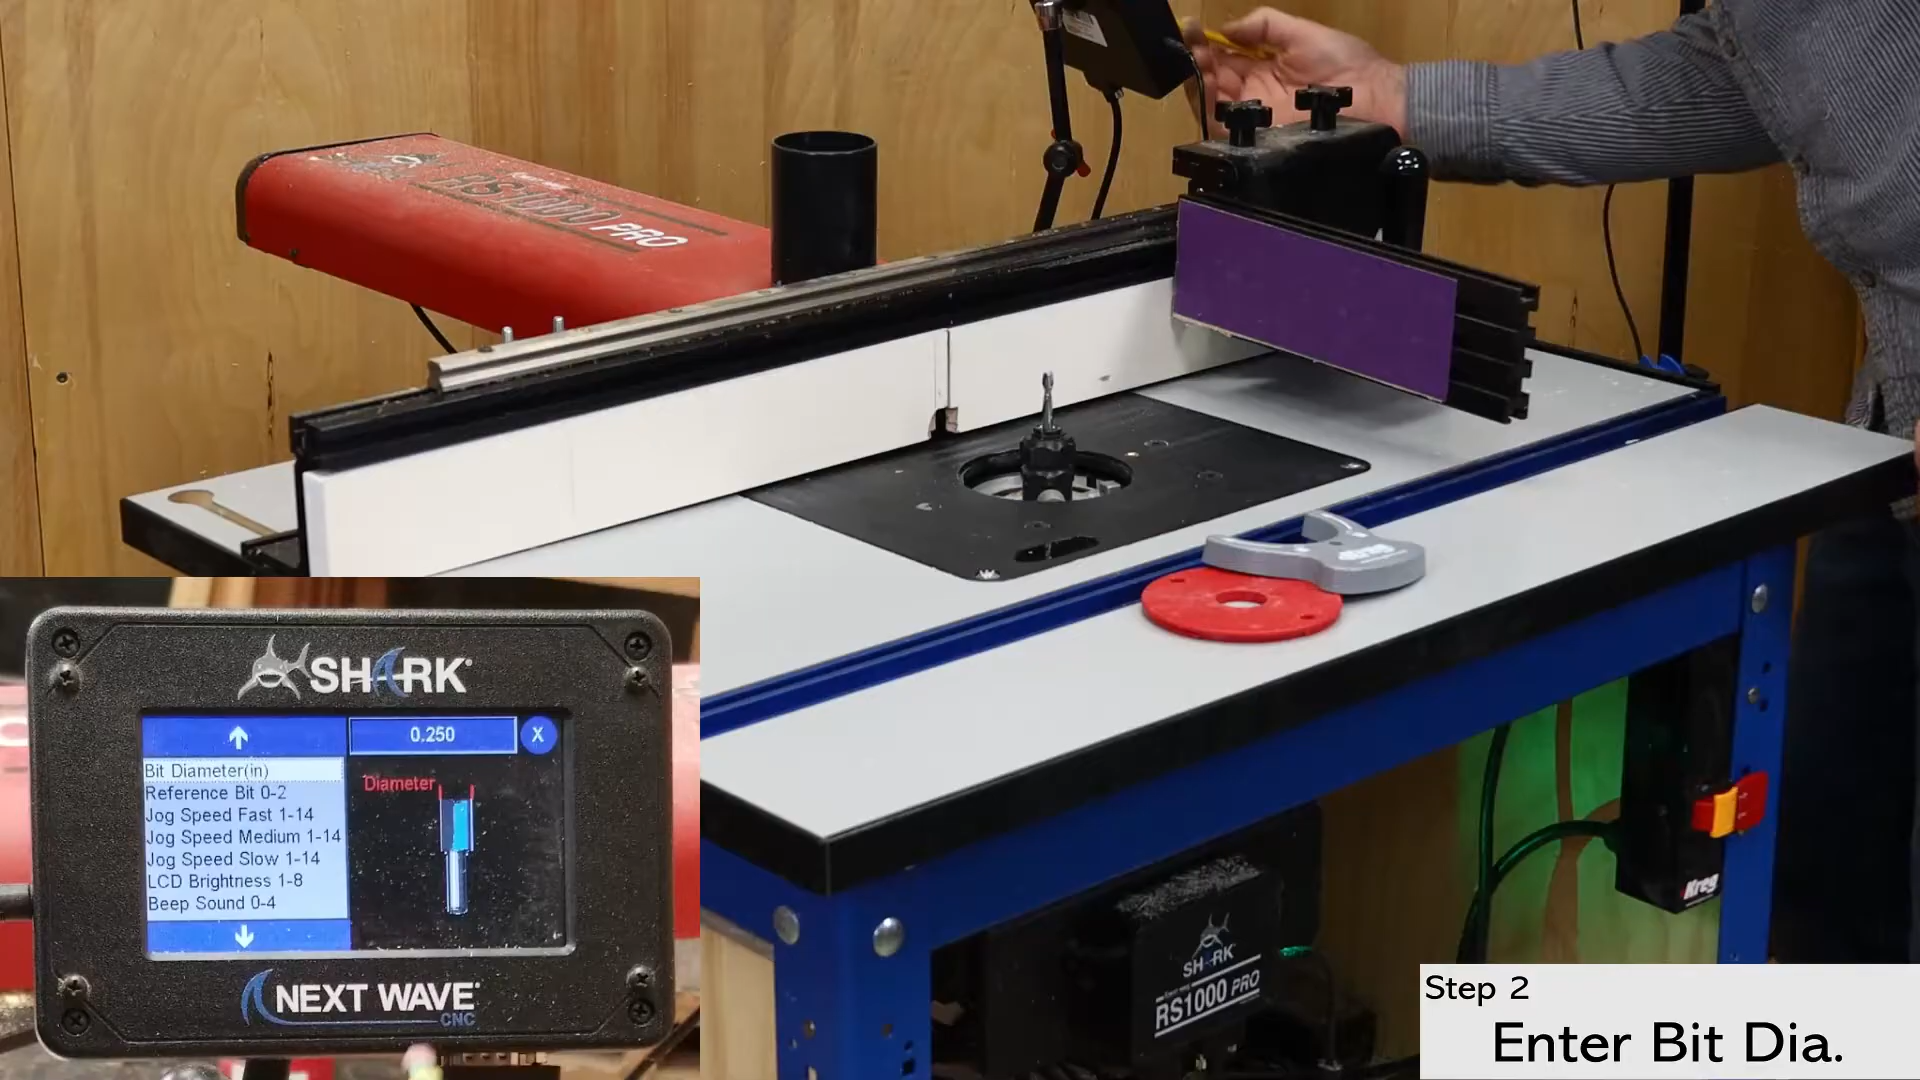 RS1000 PRO
SHARK
0.250
X
Bit Diameter(in)
Reference Bit 0-2
Jog Speed Fast 1-14
Jog Speed Medium 1-14
Jog Speed Slow 1-14
LCD Brightness 1-8
Beep Sound 0-4
Diameter
NEXT WAVE
CNC
SHARK
RS1000 PRO
Kreg
Step 2
Enter Bit Dia.